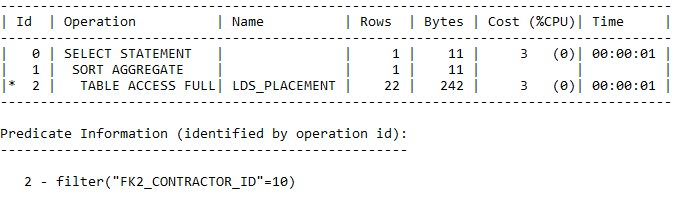 --------------------------------------------------------------------------------
| Id  | Operation          | Name          | Rows  | Bytes | Cost (%CPU)| Time     |
--------------------------------------------------------------------------------
|   0 | SELECT STATEMENT   |               |     1 |    11 |     3   (0)| 00:00:01 |
|   1 |  SORT AGGREGATE    |               |     1 |    11 |            |          |
|*  2 |   TABLE ACCESS FULL| LDS_PLACEMENT |    22 |   242 |     3   (0)| 00:00:01 |
--------------------------------------------------------------------------------
Predicate Information (identified by operation id):
---------------------------------------------------
2 - filter("FK2_CONTRACTOR_ID"=10)